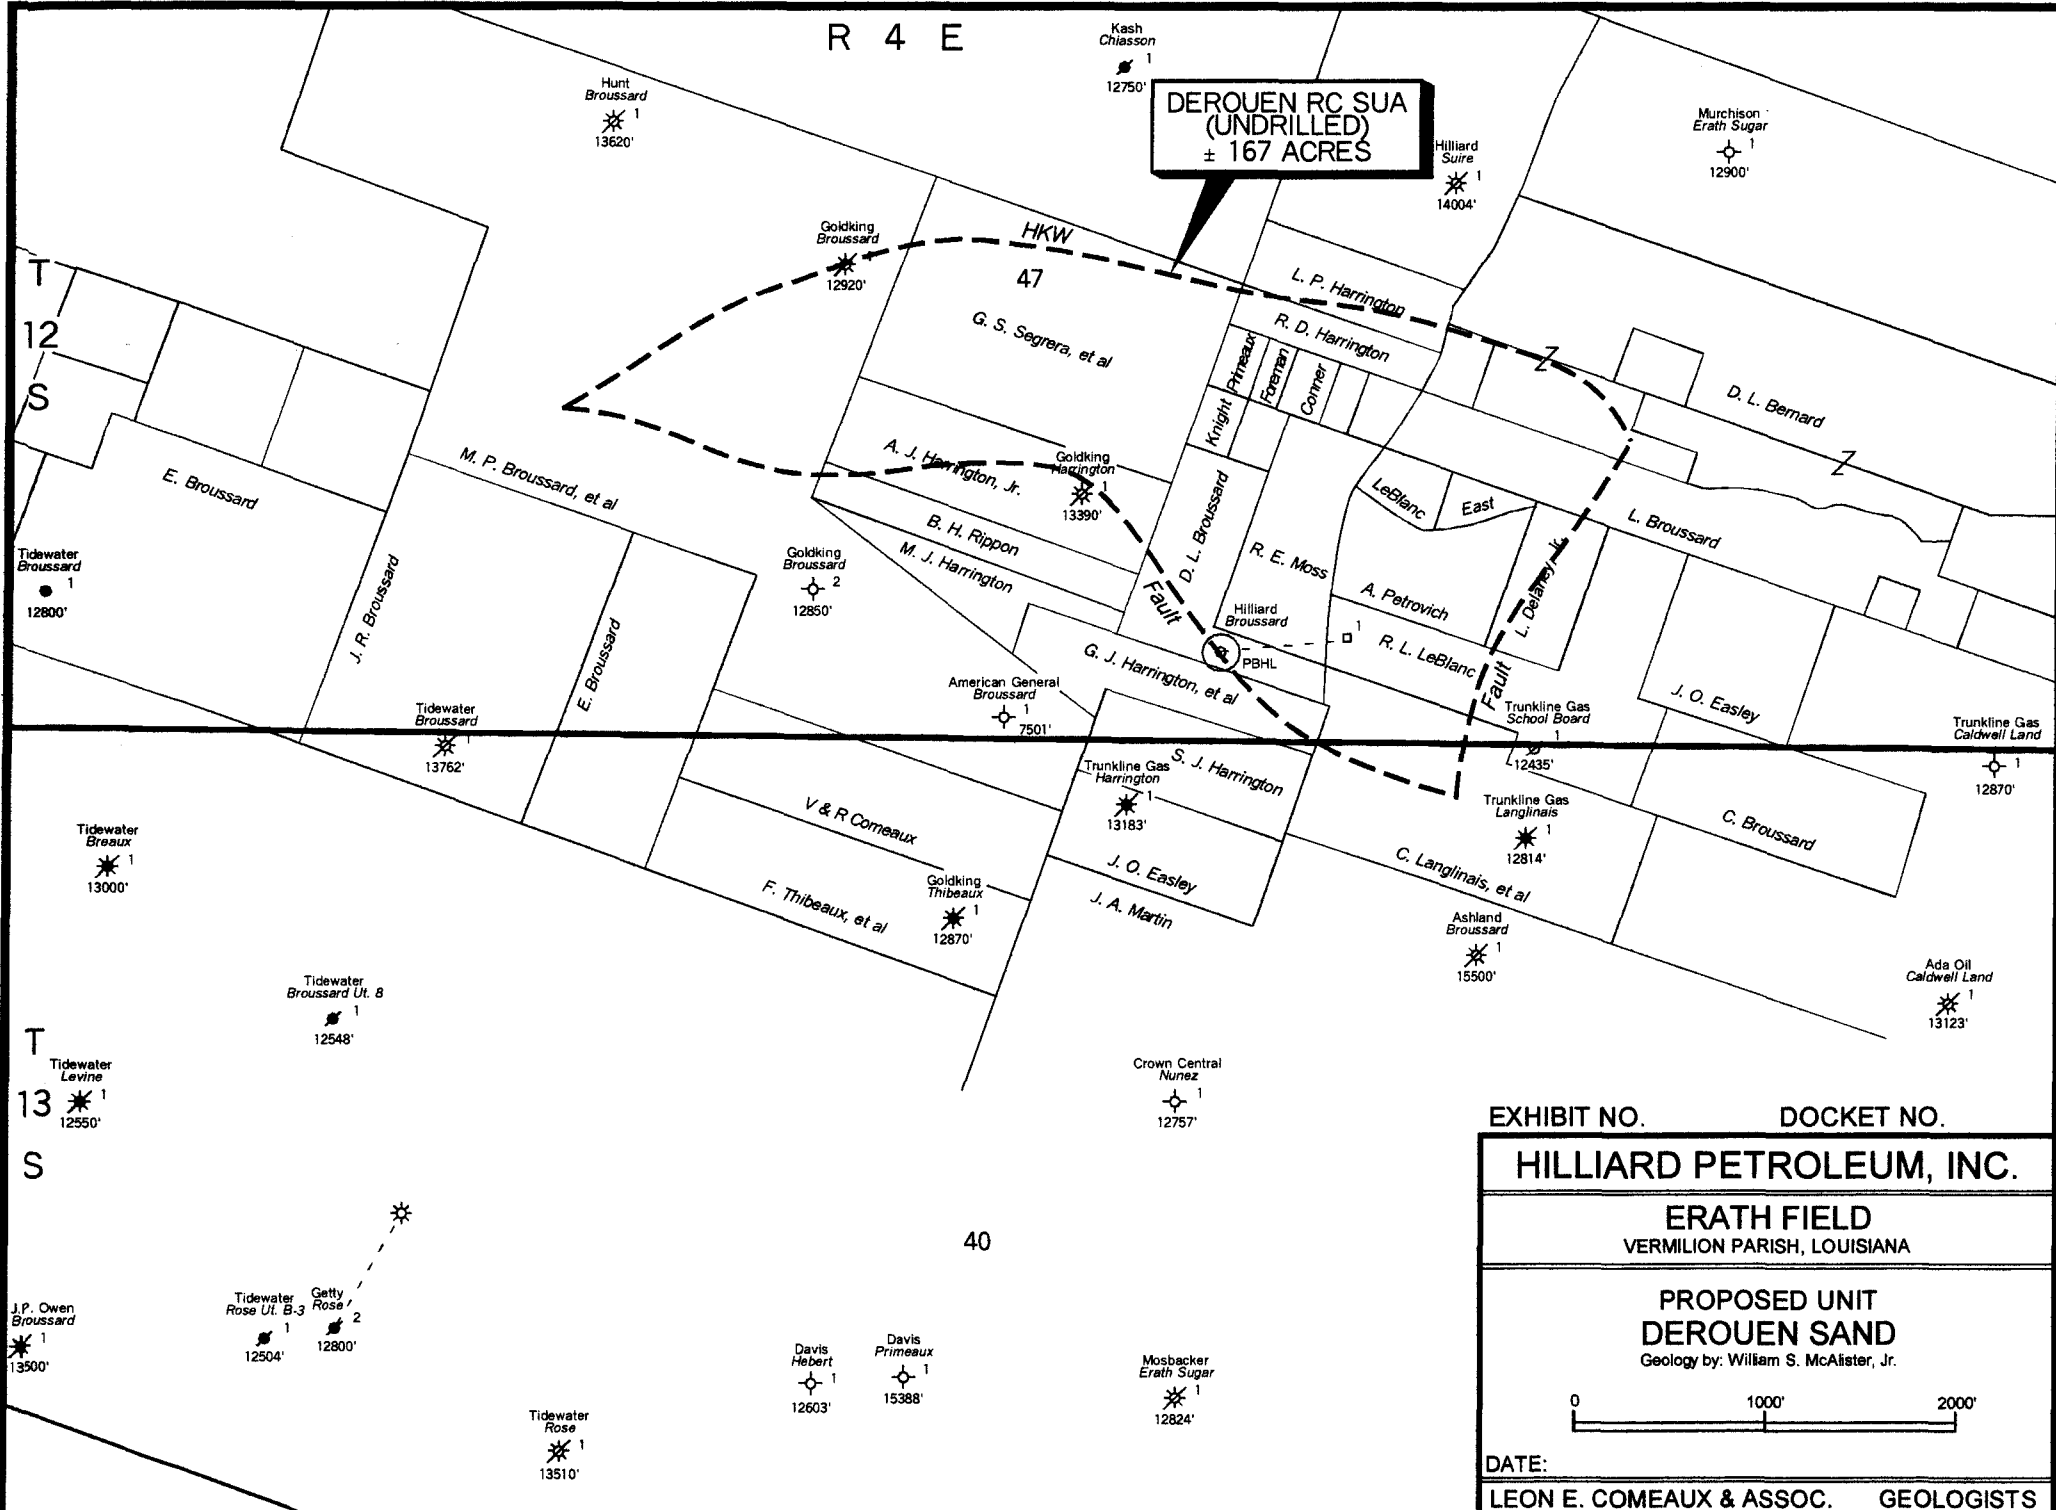 R 4 E
Kash
Chiasson
1
12750'
Hunt
Broussard
1
13620'
DEROUEN RC SUA
(UNDRILLED)
± 167 ACRES
Murchison
Erath Sugar
1
12900'
Hilliard
Suire
1
14004'
Goldking
Broussard
1
12920'
HKW
47
T
12
S
L. P. Harrington
R. D. Harrington
G. S. Segrera, et al
Primeaux
Foreman
Conner
Knight
Z
D. L. Bernard
Z
A. J. Harrington, Jr.
Goldking
Harrington
1
13390'
M. P. Broussard, et al
E. Broussard
LeBlanc
East
L. Broussard
B. H. Rippon
M. J. Harrington
D. L. Broussard
R. E. Moss
A. Petrovich
L. Delaney Jr.
Tidewater
Broussard
1
12800'
Goldking
Broussard
2
12850'
J. R. Broussard
E. Broussard
Fault
Hilliard
Broussard
1
PBHL
R. L. LeBlanc
G. J. Harrington, et al
Fault
American General
Broussard
1
7501'
Tidewater
Broussard
1
13762'
Trunkline Gas
School Board
1
12435'
J. O. Easley
Trunkline Gas
Caldwell Land
1
12870'
Trunkline Gas
Harrington
1
13183'
S. J. Harrington
Trunkline Gas
Langlinais
1
12814'
C. Broussard
Tidewater
Breaux
1
13000'
V & R Comeaux
F. Thibeaux, et al
Goldking
Thibeaux
1
12870'
J. O. Easley
J. A. Martin
C. Langlinais, et al
Ashland
Broussard
1
15500'
Ada Oil
Caldwell Land
1
13123'
Tidewater
Broussard Ut. 8
1
12548'
T
13
S
Tidewater
Levine
1
12550'
Crown Central
Nunez
1
12757'
40
J.P. Owen
Broussard
1
13500'
Tidewater
Rose Ut. B-3
1
12504'
Getty
Rose
2
12800'
Tidewater
Rose
1
13510'
Davis
Hebert
1
12603'
Davis
Primeaux
1
15388'
Mosbacker
Erath Sugar
1
12824'
EXHIBIT NO. DOCKET NO.
HILLIARD PETROLEUM, INC.
ERATH FIELD
VERMILION PARISH, LOUISIANA
PROPOSED UNIT
DEROUEN SAND
Geology by: William S. McAlister, Jr.
0 1000' 2000'
DATE:
LEON E. COMEAUX & ASSOC. GEOLOGISTS